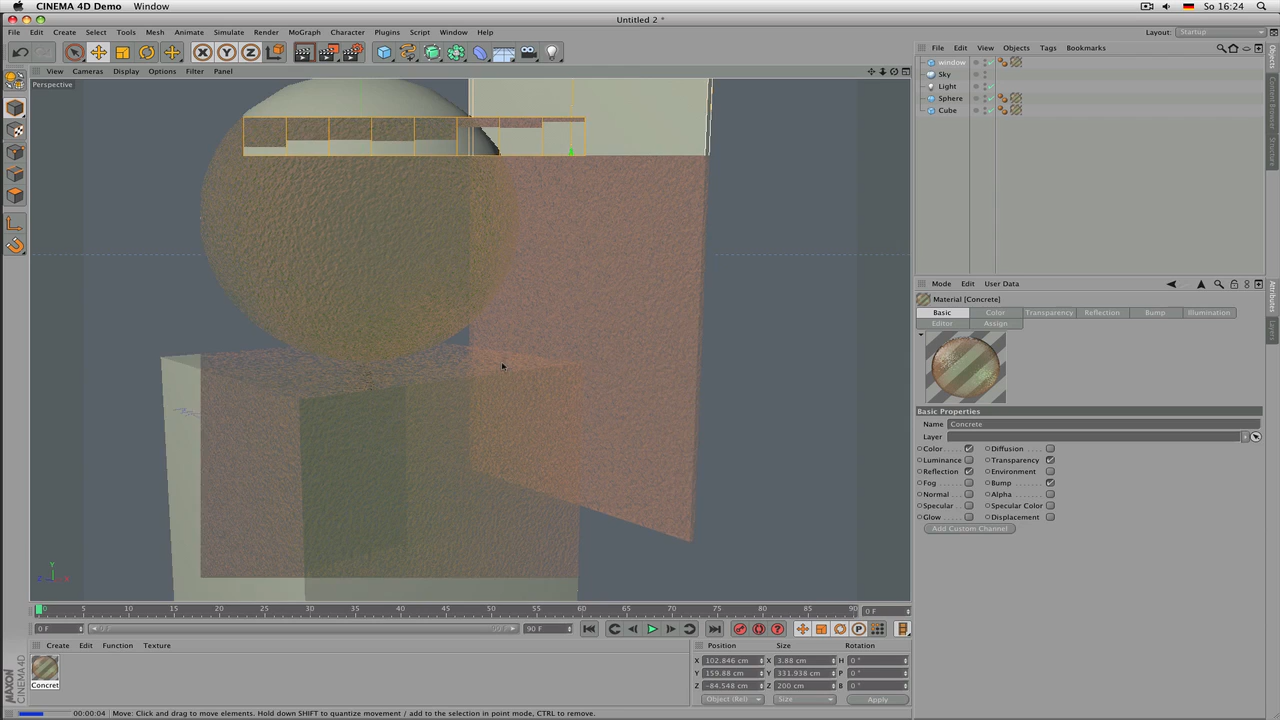 CINEMA 4D Demo Window So 16:24
Untitled 2 *
File Edit Create Select Tools Mesh Animate Simulate Render MoGraph Character Plugins Script Window Help Layout: Startup
File Edit View Objects Tags Bookmarks
View Cameras Display Options Filter Panel
Perspective
window
Sky
Light
Sphere
Cube
Objects
Content Browser
Structure
Mode Edit User Data
Attributes
Layers
Material [Concrete]
Basic Color Transparency Reflection Bump Illumination
Editor Assign
Basic Properties
Name Concrete
Layer
Color Diffusion
Luminance Transparency
Reflection Environment
Fog Bump
Normal Alpha
Specular Specular Color
Glow Displacement
Add Custom Channel
Y
0 5 10 15 20 25 30 35 40 45 50 55 60 65 70 75 80 85 90 0 F
0 F 90 F
Create Edit Function Texture
Position Size Rotation
X 102.846 cm X 3.88 cm H 0 °
Y 159.88 cm Y 331.938 cm P 0 °
Z -84.548 cm Z 200 cm B 0 °
Object (Rel) Size Apply
Concret
MAXON CINEMA 4D
00:00:04 Move: Click and drag to move elements. Hold down SHIFT to quantize movement / add to the selection in point mode, CTRL to remove.